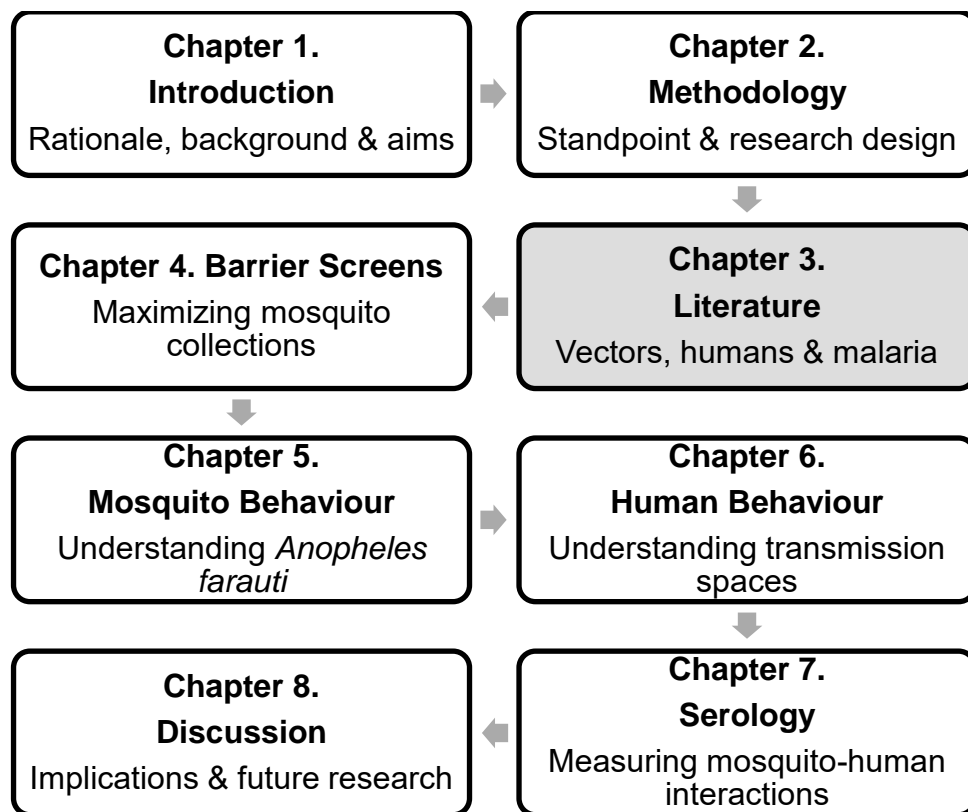 Chapter 1.
Introduction
Rationale, background & aims
Chapter 2.
Methodology
Standpoint & research design
Chapter 3.
Literature
Vectors, humans & malaria
Chapter 4. Barrier Screens
Maximizing mosquito
collections
Chapter 5.
Mosquito Behaviour
Understanding Anopheles
farauti
Chapter 6.
Human Behaviour
Understanding transmission
spaces
Chapter 7.
Serology
Measuring mosquito-human
interactions
Chapter 8.
Discussion
Implications & future research